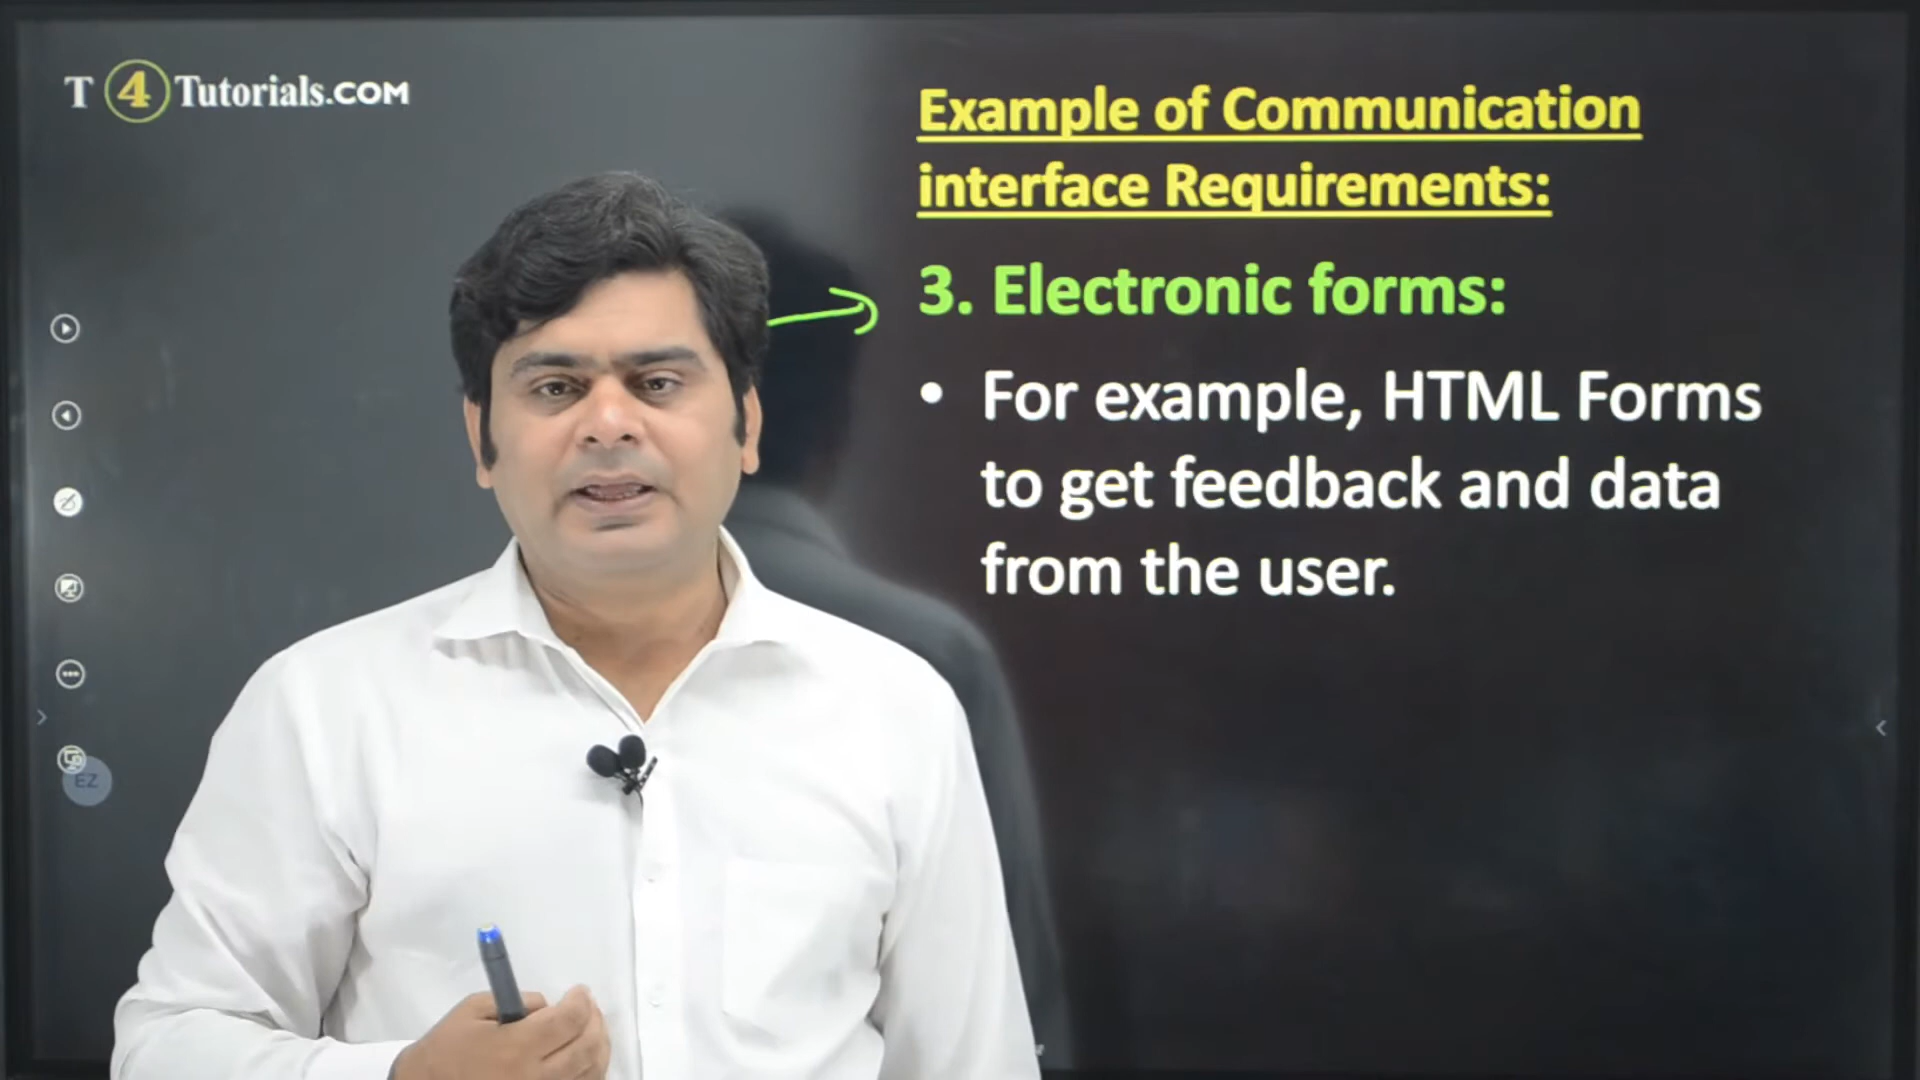 T 4 Tutorials.COM
Example of Communication
interface Requirements:
3. Electronic forms:
• For example, HTML Forms
to get feedback and data
from the user.
EZ